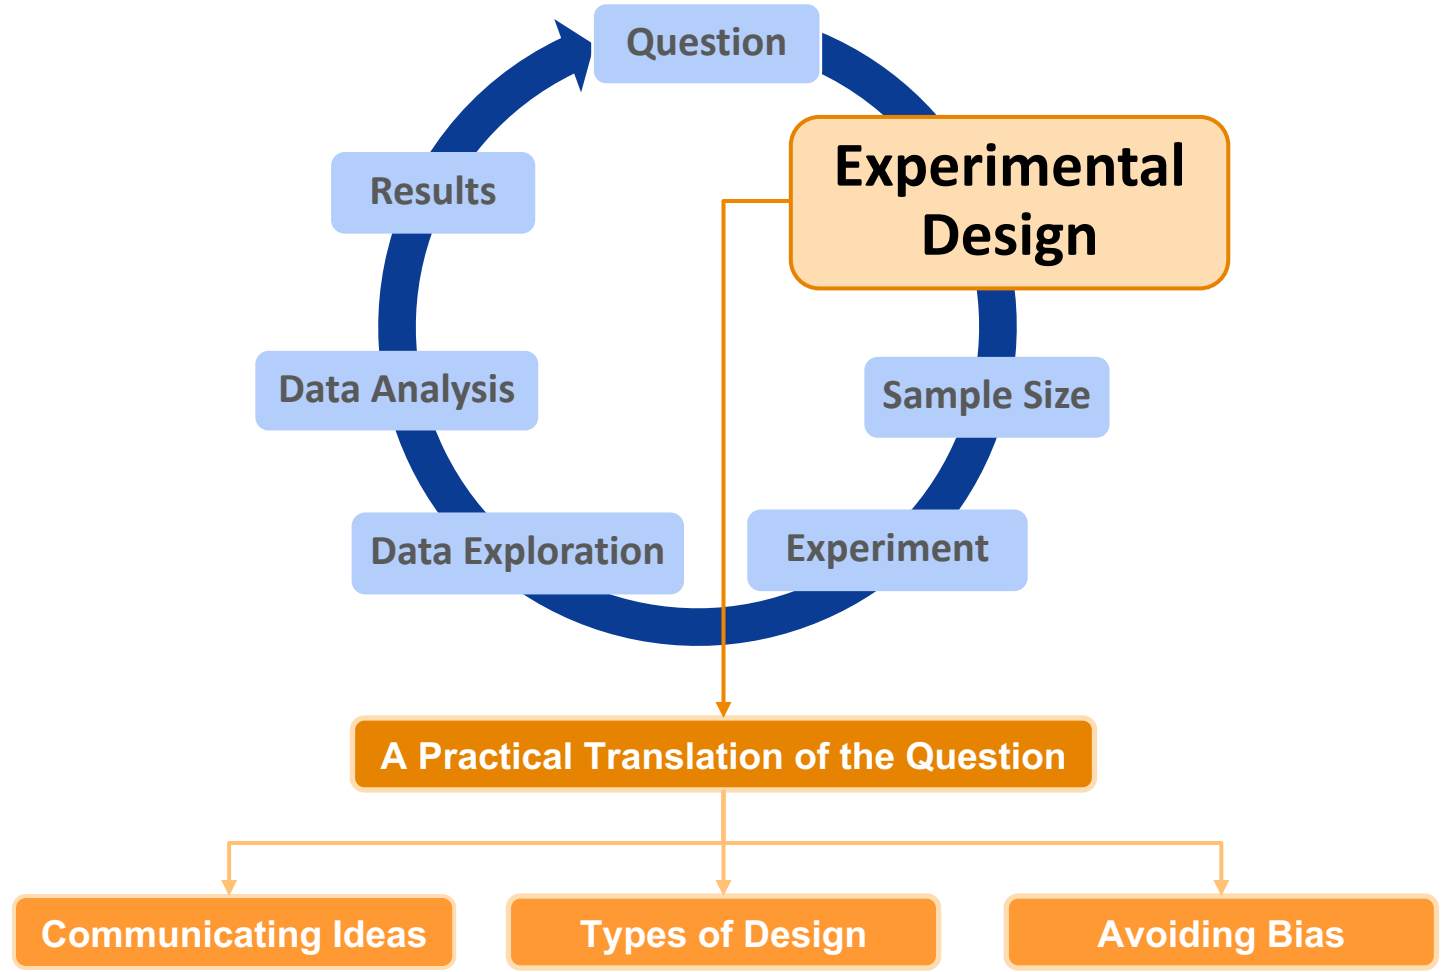 Question
Experimental
Design
Results
Data Analysis
Sample Size
Data Exploration
Experiment
A Practical Translation of the Question
Communicating Ideas
Types of Design
Avoiding Bias